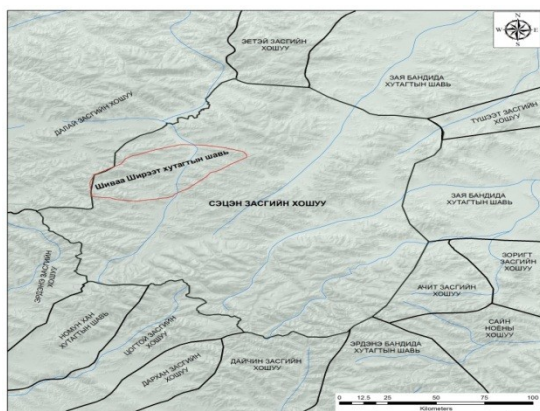 ЭЕТЭЙ ЗАСГИЙН
ХОШУУ
N
W
E
S
ЗАЯ БАНДИДА
ХУТАГТЫН ШАВЬ
ДАЛАЙ ЗАСГИЙН ХОШУУ
ТҮШЭЭТ ЗАСГИЙН
ХОШУУ
Шиваа Ширээт хутагтын шавь
СЭЦЭН ЗАСГИЙН ХОШУУ
ЗАЯ БАНДИДА
ХУТАГТЫН ШАВЬ
ЭРДЭНЭ ЗАСГИЙН
ХОШУУ
ЗОРИГТ
ЗАСГИЙН
ХОШУУ
АЧИТ ЗАСГИЙН
ХОШУУ
НОМУН ХАН
ХУТАГТЫН ШАВЬ
ЦОГТОЙ ЗАСГИЙН
ХОШУУ
САЙН
НОЁНЫ
ХОШУУ
ДАРХАН ЗАСГИЙН
ХОШУУ
ДАЙЧИН ЗАСГИЙН
ХОШУУ
ЭРДЭНЭ БАНДИДА
ХУТАГТЫН ШАВЬ
0 12.5 25 50 75 100
Kilometers